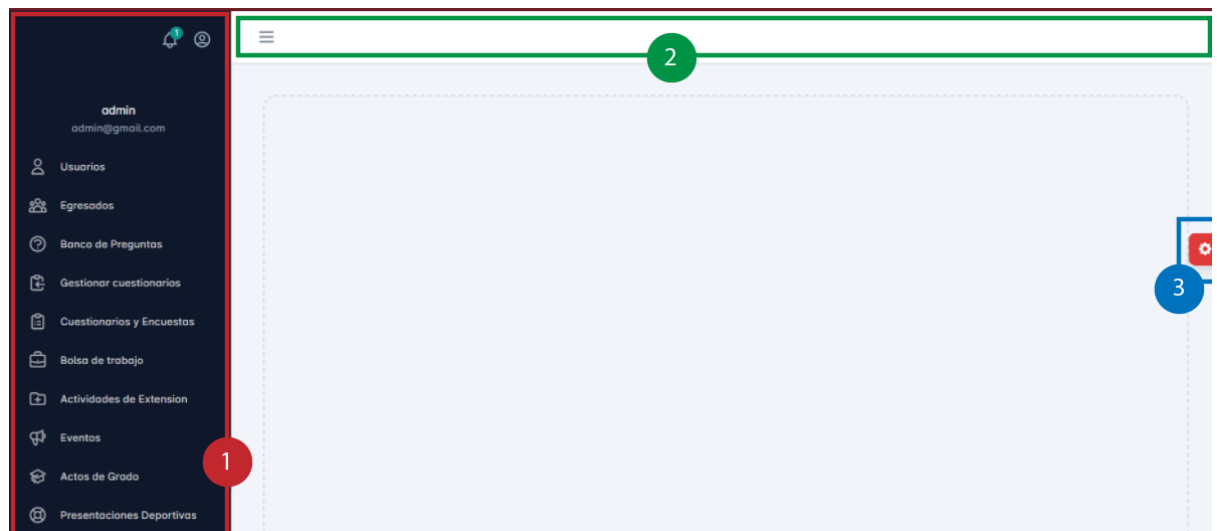 1
2
admin
admin@gmail.com
Usuarios
Egresados
Banco de Preguntas
Gestionar cuestionarios
3
Cuestionarios y Encuestas
Bolsa de trabajo
Actividades de Extension
Eventos
1
Actos de Grado
Presentaciones Deportivas